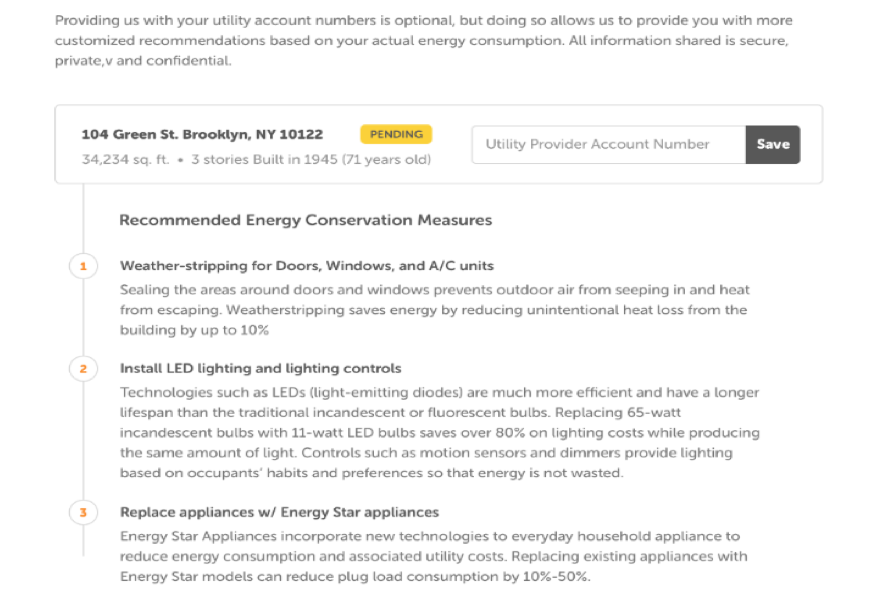 Providing us with your utility account numbers is optional, but doing so allows us to provide you with more
customized recommendations based on your actual energy consumption. All information shared is secure,
private,v and confidential.
104 Green St. Brooklyn, NY 10122 PENDING
34,234 sq. ft. • 3 stories Built in 1945 (71 years old)
Utility Provider Account Number Save
Recommended Energy Conservation Measures
1 Weather-stripping for Doors, Windows, and A/C units
Sealing the areas around doors and windows prevents outdoor air from seeping in and heat
from escaping. Weatherstripping saves energy by reducing unintentional heat loss from the
building by up to 10%
2 Install LED lighting and lighting controls
Technologies such as LEDs (light-emitting diodes) are much more efficient and have a longer
lifespan than the traditional incandescent or fluorescent bulbs. Replacing 65-watt
incandescent bulbs with 11-watt LED bulbs saves over 80% on lighting costs while producing
the same amount of light. Controls such as motion sensors and dimmers provide lighting
based on occupants' habits and preferences so that energy is not wasted.
3 Replace appliances w/ Energy Star appliances
Energy Star Appliances incorporate new technologies to everyday household appliance to
reduce energy consumption and associated utility costs. Replacing existing appliances with
Energy Star models can reduce plug load consumption by 10%-50%.